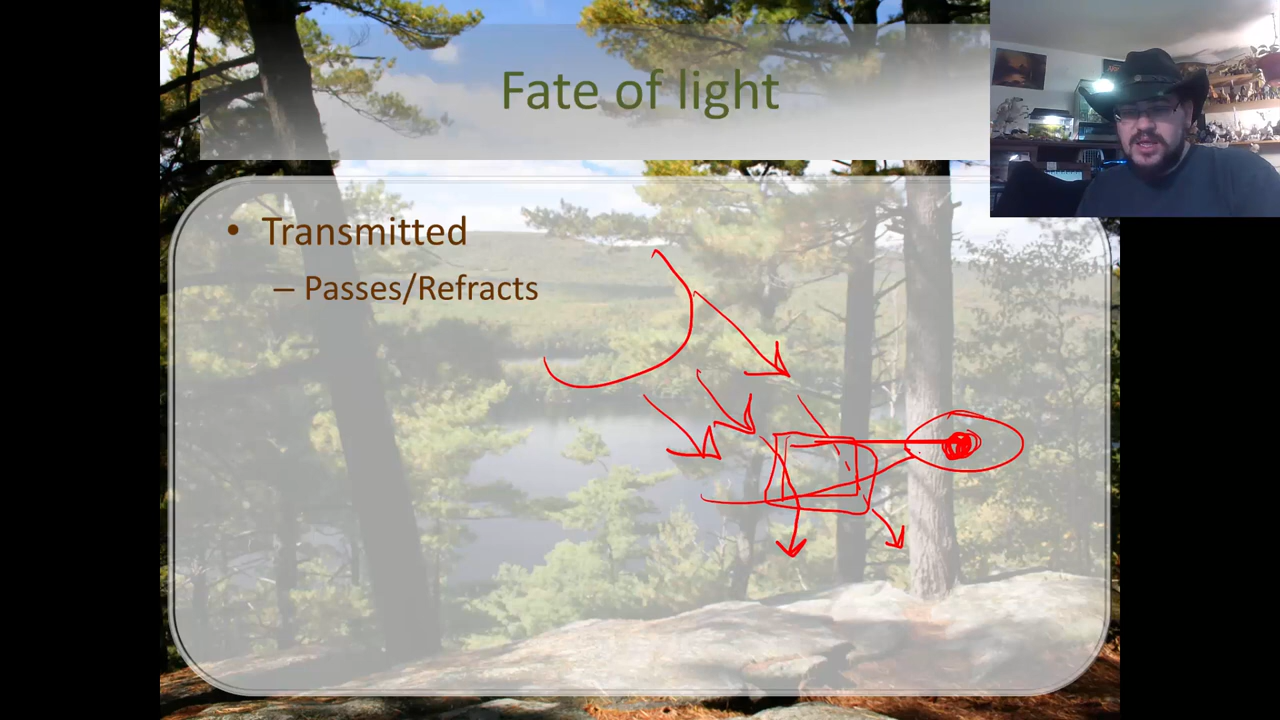 Fate of light
• Transmitted
– Passes/Refracts